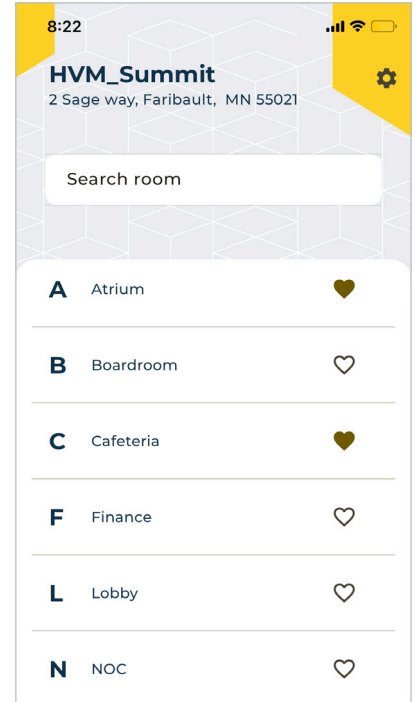 8:22
HVM_Summit
2 Sage way, Faribault, MN 55021
Search room
A Atrium
B Boardroom
C Cafeteria
F Finance
L Lobby
N NOC